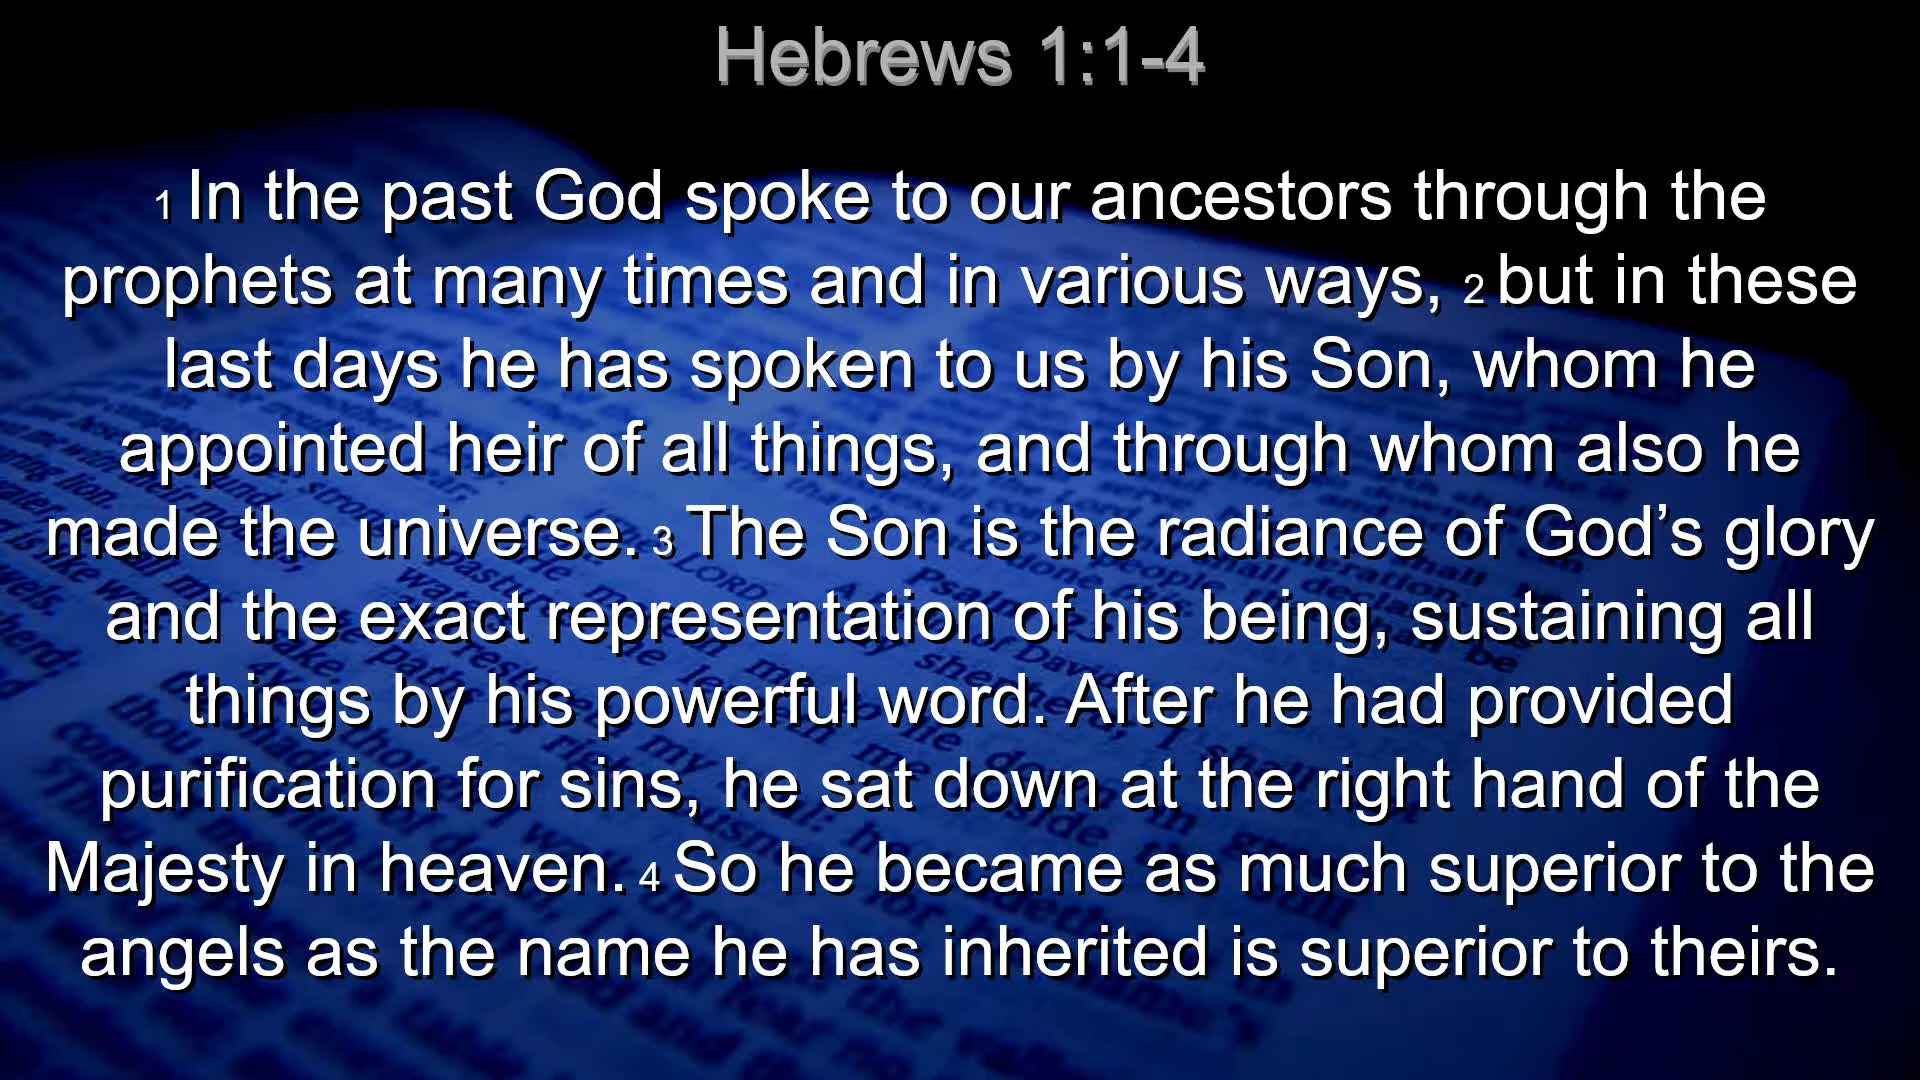 Hebrews 1:1-4
1 In the past God spoke to our ancestors through the
prophets at many times and in various ways, 2 but in these
last days he has spoken to us by his Son, whom he
appointed heir of all things, and through whom also he
made the universe. 3 The Son is the radiance of God’s glory
and the exact representation of his being, sustaining all
things by his powerful word. After he had provided
purification for sins, he sat down at the right hand of the
Majesty in heaven. 4 So he became as much superior to the
angels as the name he has inherited is superior to theirs.